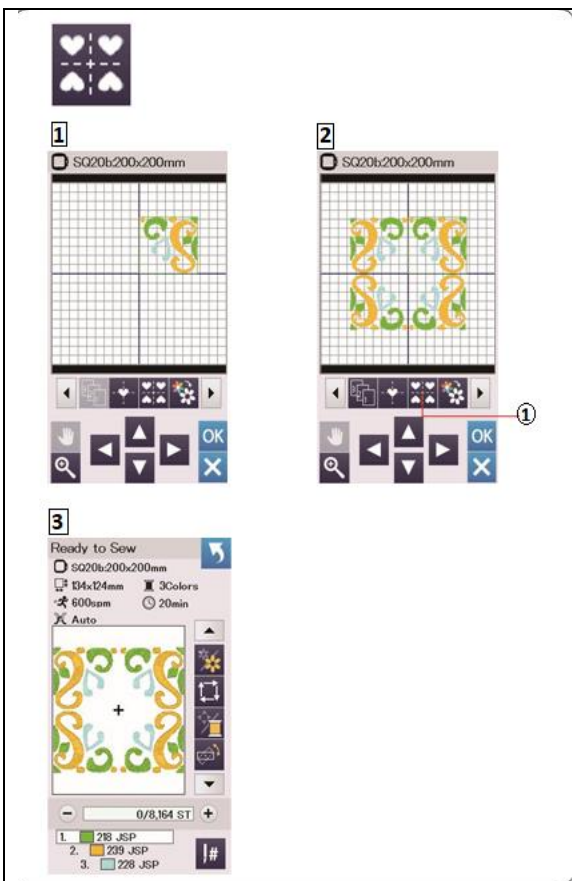 1
SQ20b:200x200mm
OK
2
SQ20b:200x200mm
1
OK
3
Ready to Sew
SQ20b:200x200mm
134x124mm 3Colors
600spm 20min
Auto
0/8,164 ST
1. 218 JSP
2. 239 JSP
3. 228 JSP
#